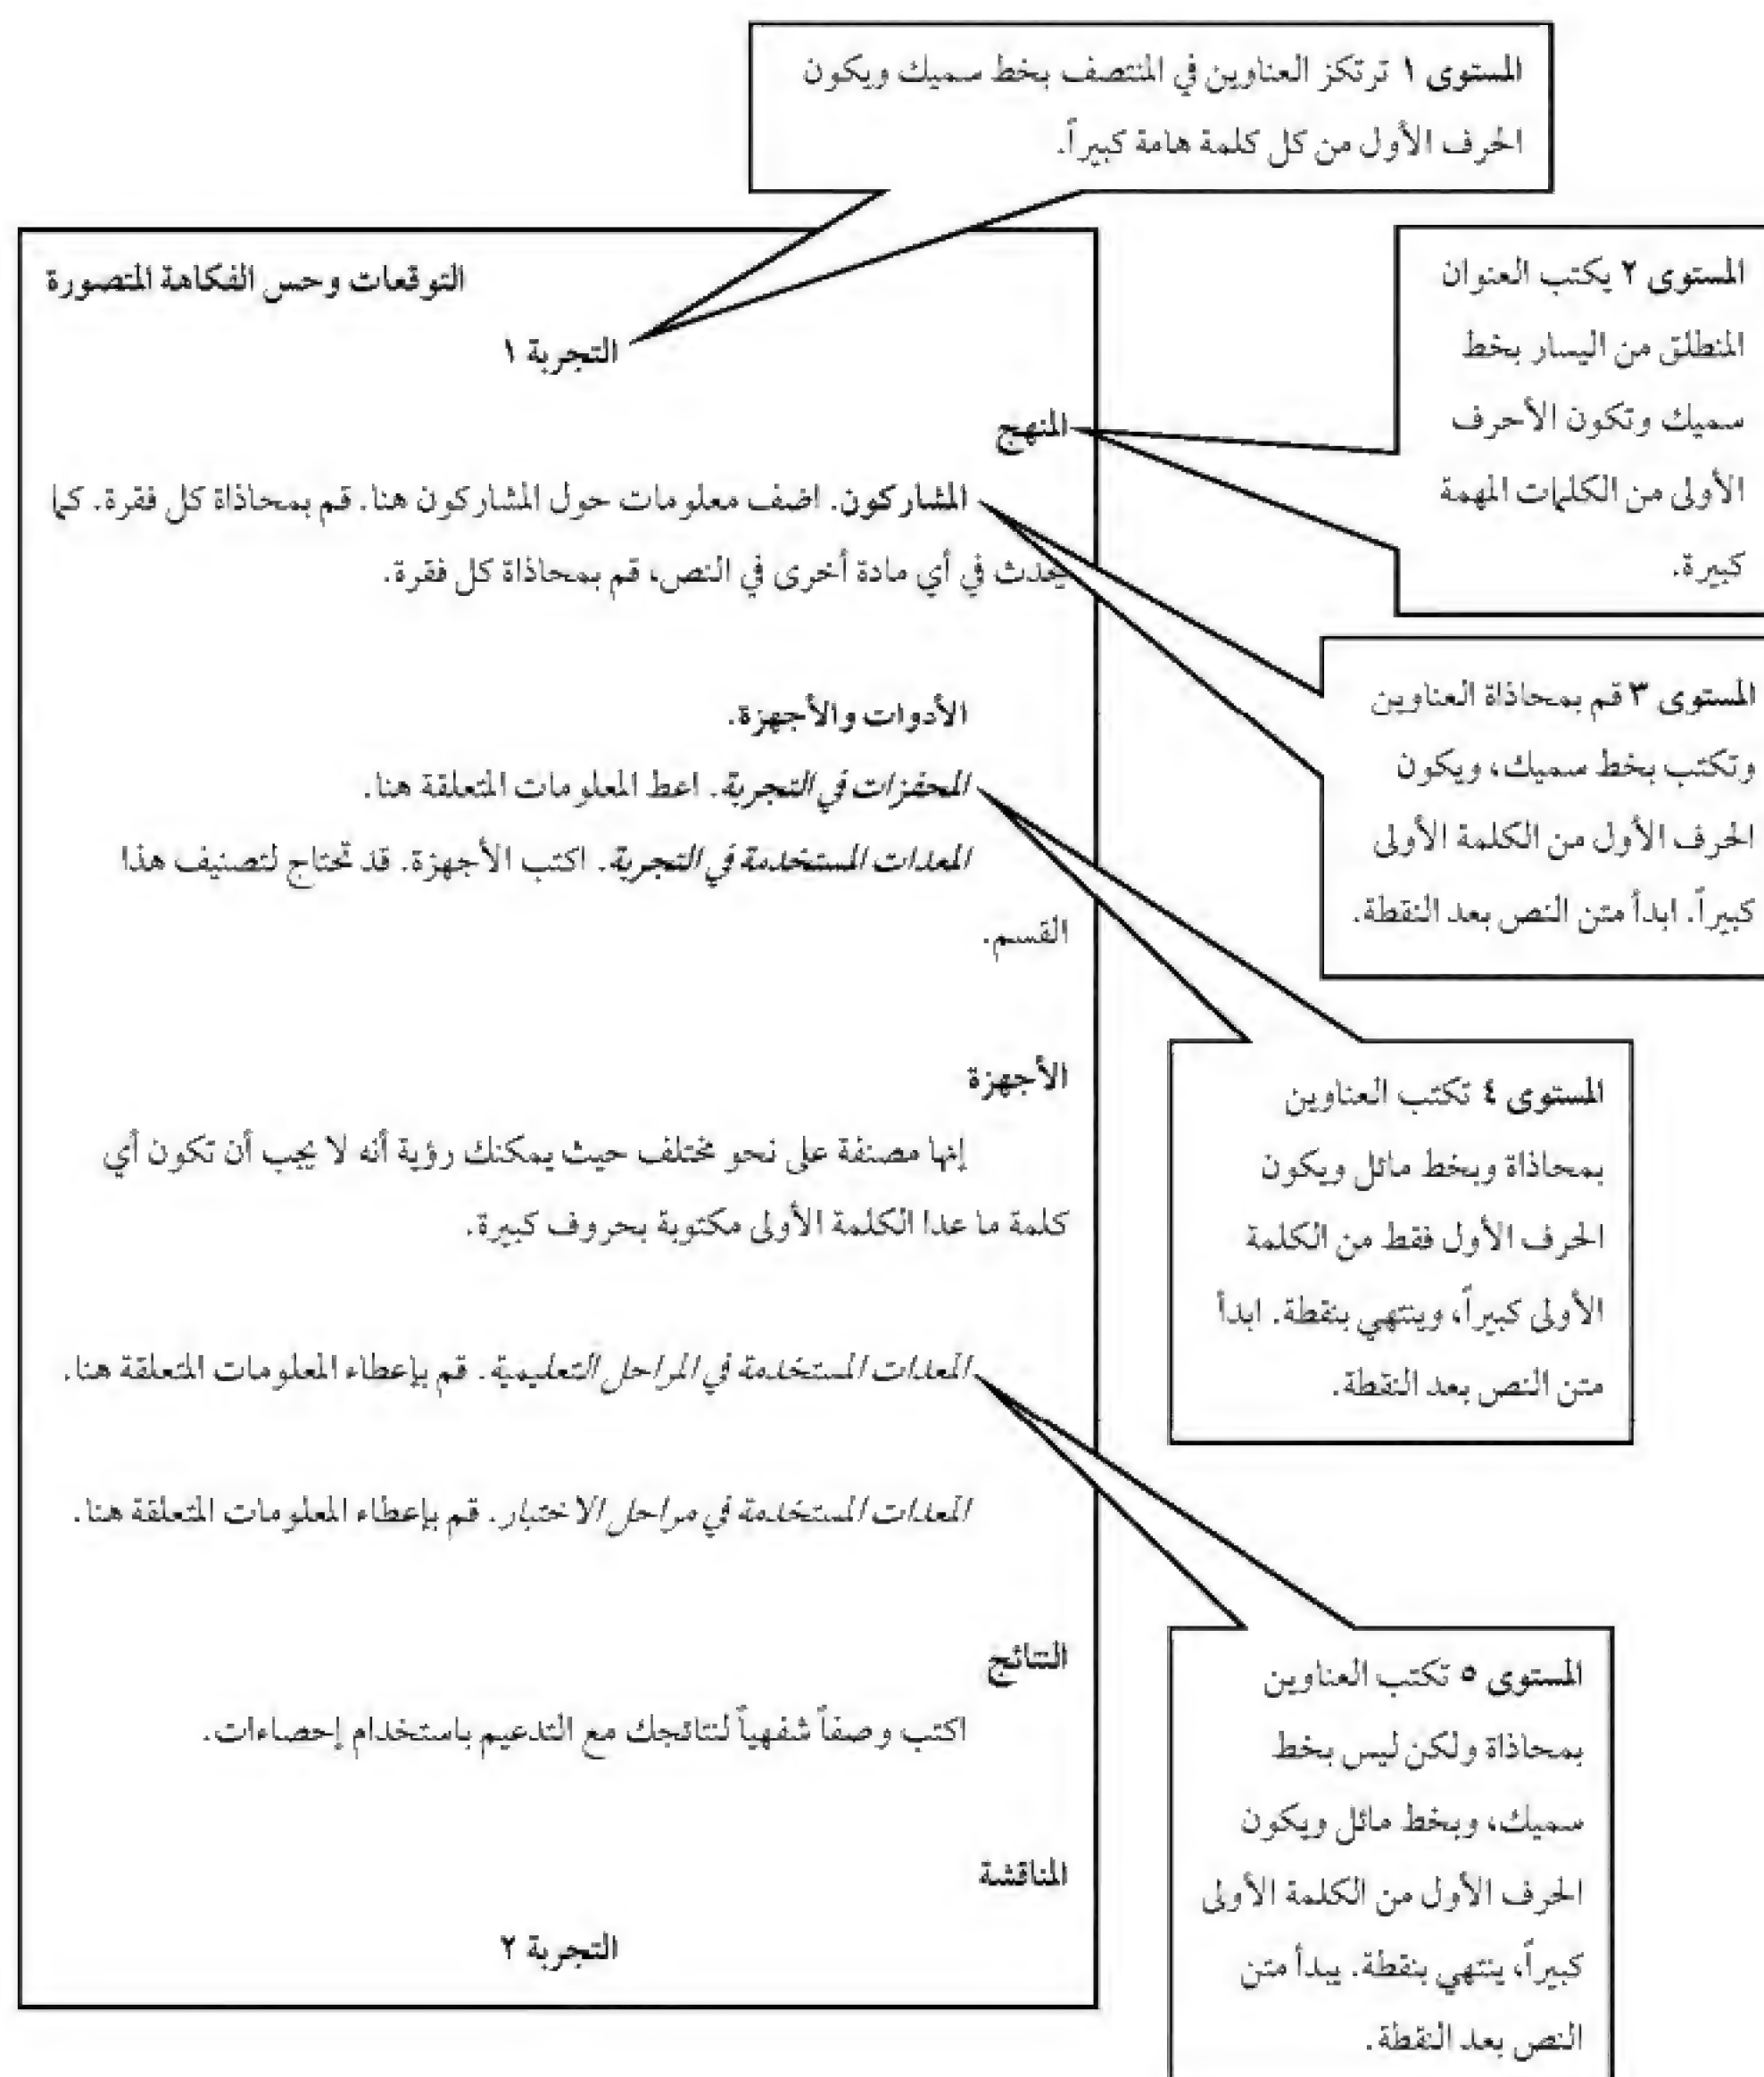 المستوى ١ ترتكز العناوين في المنتصف بخط سميك ويكون
الحرف الأول من كل كلمة هامة كبيراً.
التوقعات وحس الفكاهة المتصورة
التجربة ١
المنهج
المشاركون. اضف معلومات حول المشاركون هنا. قم بمحاذاة كل فقرة. كما
يحدث في أي مادة أخرى في النص، قم بمحاذاة كل فقرة.
الأدوات والأجهزة.
المحفزات في التجربة. اعط المعلومات المتعلقة هنا.
المعدات المستخدمة في التجربة. اكتب الأجهزة. قد تحتاج لتصنيف هذا
القسم.
الأجهزة
إنها مصنفة على نحو مختلف حيث يمكنك رؤية أنه لا يجب أن تكون أي
كلمة ما عدا الكلمة الأولى مكتوبة بحروف كبيرة.
المعدات المستخدمة في المراحل التعليمية. قم بإعطاء المعلومات المتعلقة هنا.
المعدات المستخدمة في مراحل الاختبار. قم بإعطاء المعلومات المتعلقة هنا.
النتائج
اكتب وصفاً شفهياً لنتائجك مع التدعيم باستخدام إحصاءات.
المناقشة
التجربة ٢
المستوى ٢ يكتب العنوان
المنطلق من اليسار بخط
سميك وتكون الأحرف
الأولى من الكلمات المهمة
كبيرة.
المستوى ٣ قم بمحاذاة العناوين
وتكتب بخط سميك، ويكون
الحرف الأول من الكلمة الأولى
كبيراً. ابدأ متن النص بعد النقطة.
المستوى ٤ تكتب العناوين
بمحاذاة وبخط مائل ويكون
الحرف الأول فقط من الكلمة
الأولى كبيراً، وينتهي بنقطة. ابدأ
متن النص بعد النقطة.
المستوى ٥ تكتب العناوين
بمحاذاة ولكن ليس بخط
سميك، وبخط مائل ويكون
الحرف الأول من الكلمة الأولى
كبيراً، ينتهي بنقطة. يبدأ متن
النص بعد النقطة.